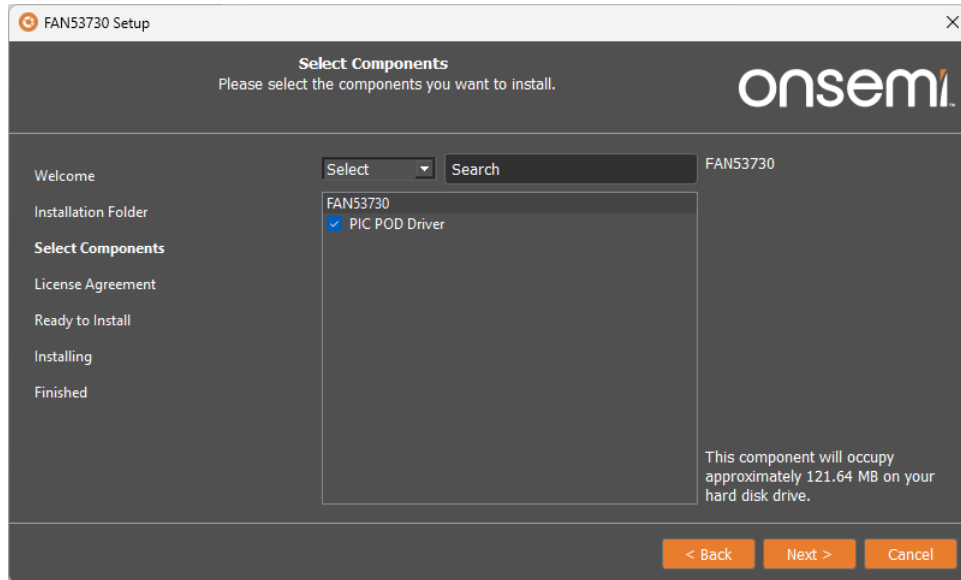 FAN53730 Setup
Select Components
Please select the components you want to install.
onsemi
TM
Welcome
Installation Folder
Select Components
License Agreement
Ready to Install
Installing
Finished
Select
Search
FAN53730
PIC POD Driver
FAN53730
This component will occupy
approximately 121.64 MB on your
hard disk drive.
< Back
Next >
Cancel